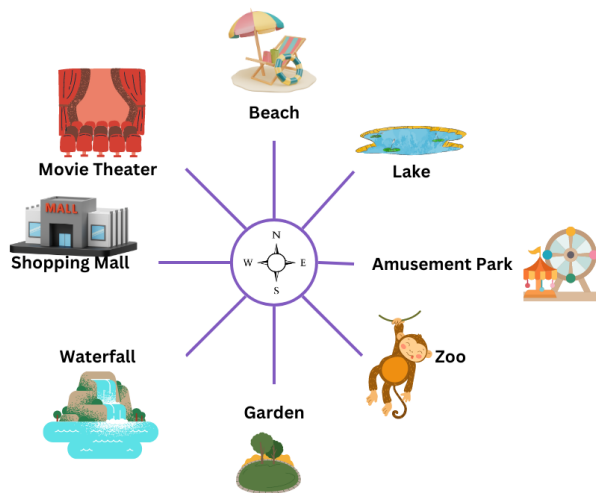 Beach
Movie Theater
Lake
MALL
Shopping Mall
N
W E
S
Amusement Park
Waterfall
Zoo
Garden